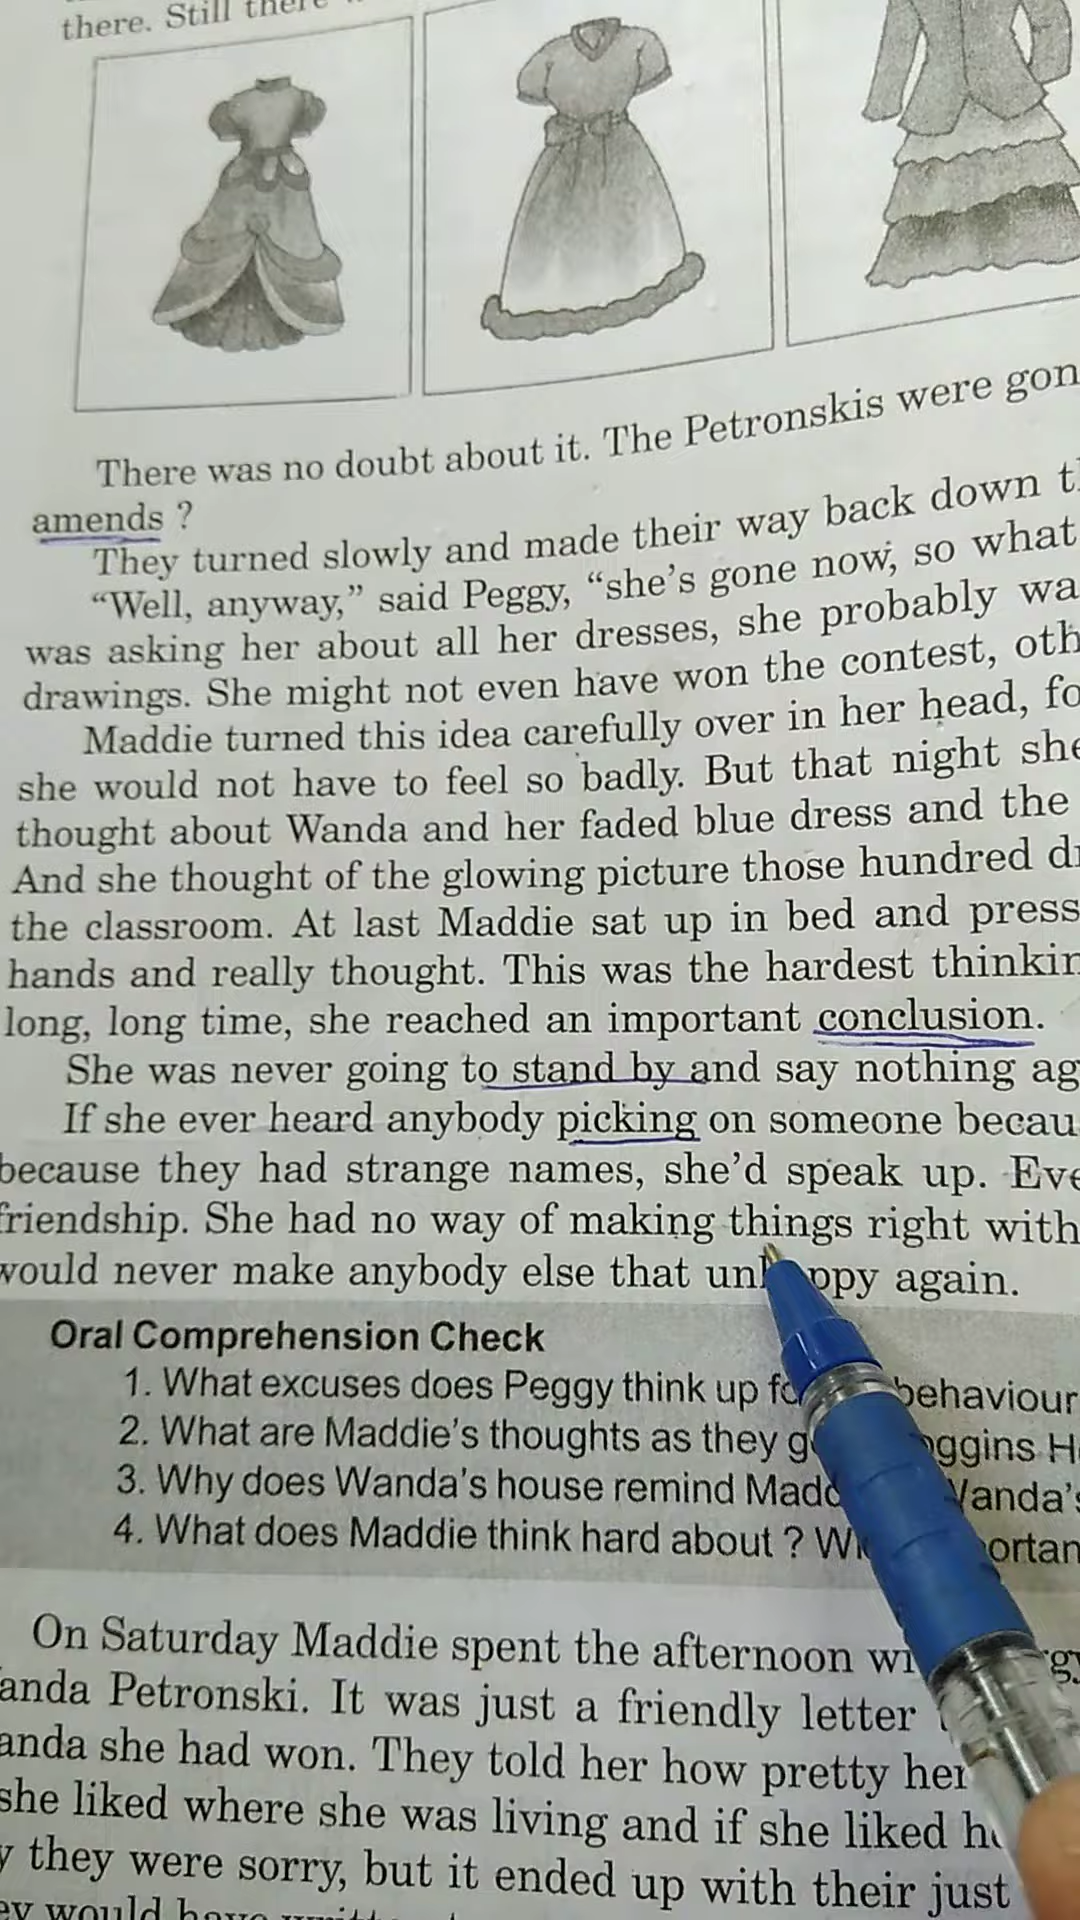 there. Still there
There was no doubt about it. The Petronskis were gon
amends ?
They turned slowly and made their way back down t
“Well, anyway,” said Peggy, “she’s gone now, so what
was asking her about all her dresses, she probably wa
drawings. She might not even have won the contest, oth
Maddie turned this idea carefully over in her head, fo
she would not have to feel so badly. But that night she
thought about Wanda and her faded blue dress and the
And she thought of the glowing picture those hundred dr
the classroom. At last Maddie sat up in bed and press
hands and really thought. This was the hardest thinkin
long, long time, she reached an important conclusion.
She was never going to stand by and say nothing ag
If she ever heard anybody picking on someone becau
because they had strange names, she’d speak up. Eve
friendship. She had no way of making things right with
would never make anybody else that unhappy again.
Oral Comprehension Check
1. What excuses does Peggy think up behaviour
2. What are Maddie’s thoughts as they oggins H
3. Why does Wanda’s house remind Wanda’s
4. What does Maddie think hard about ? ortan
On Saturday Maddie spent the afternoon
anda Petronski. It was just a friendly letter
anda she had won. They told her how pretty her
she liked where she was living and if she liked
y they were sorry, but it ended up with their just
ey would have